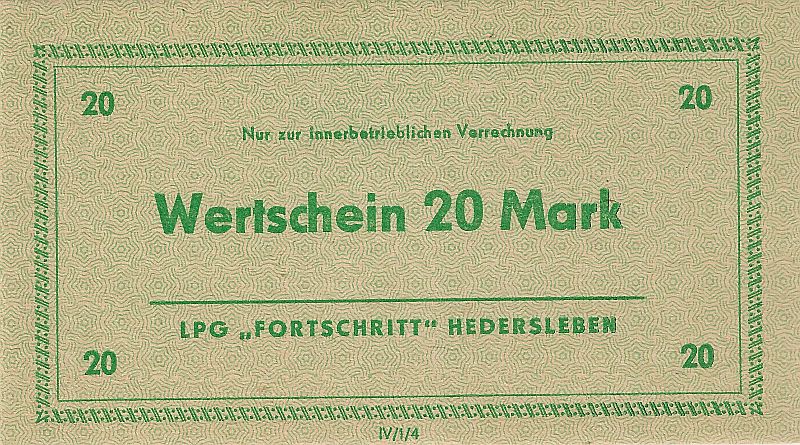 20 20
Nur zur innerbetrieblichen Verrechnung
Wertschein 20 Mark
LPG „FORTSCHRITT" HEDERSLEBEN
20 20
IV/1/4